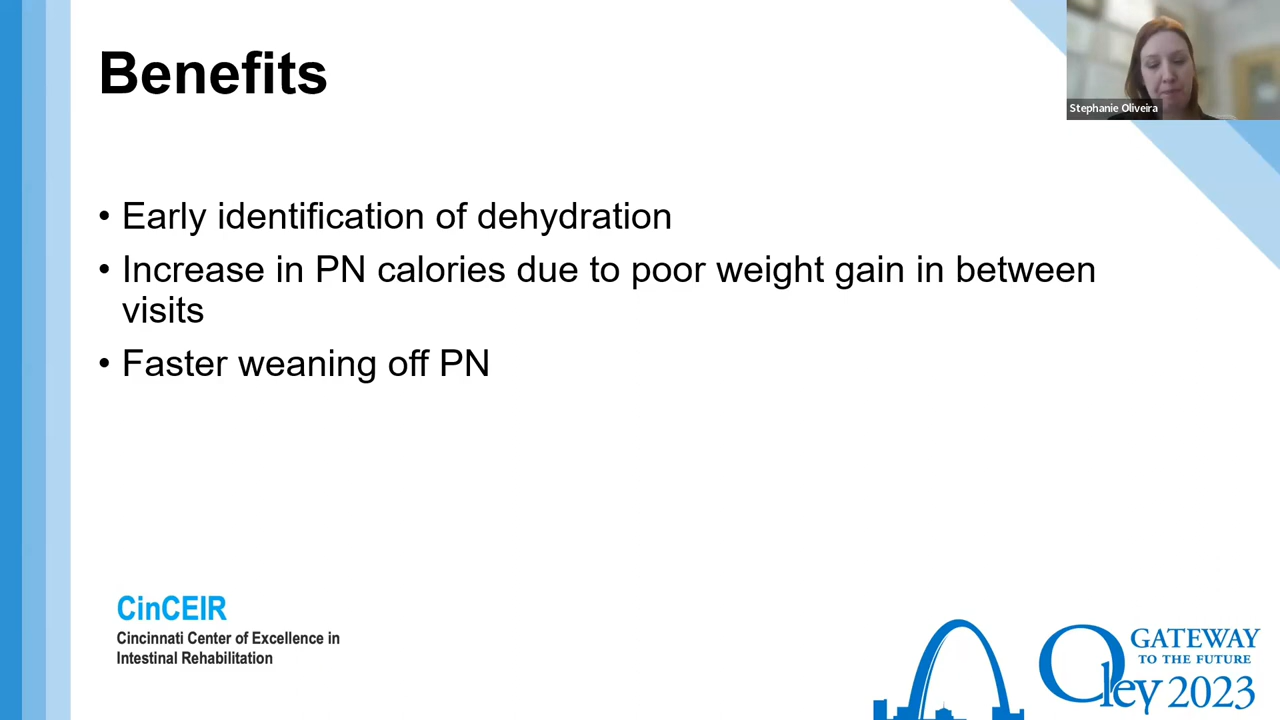 Benefits
Stephanie Oliveira
• Early identification of dehydration
• Increase in PN calories due to poor weight gain in between
visits
• Faster weaning off PN
CinCEIR
Cincinnati Center of Excellence in
Intestinal Rehabilitation
GATEWAY
TO THE FUTURE
Oley 2023